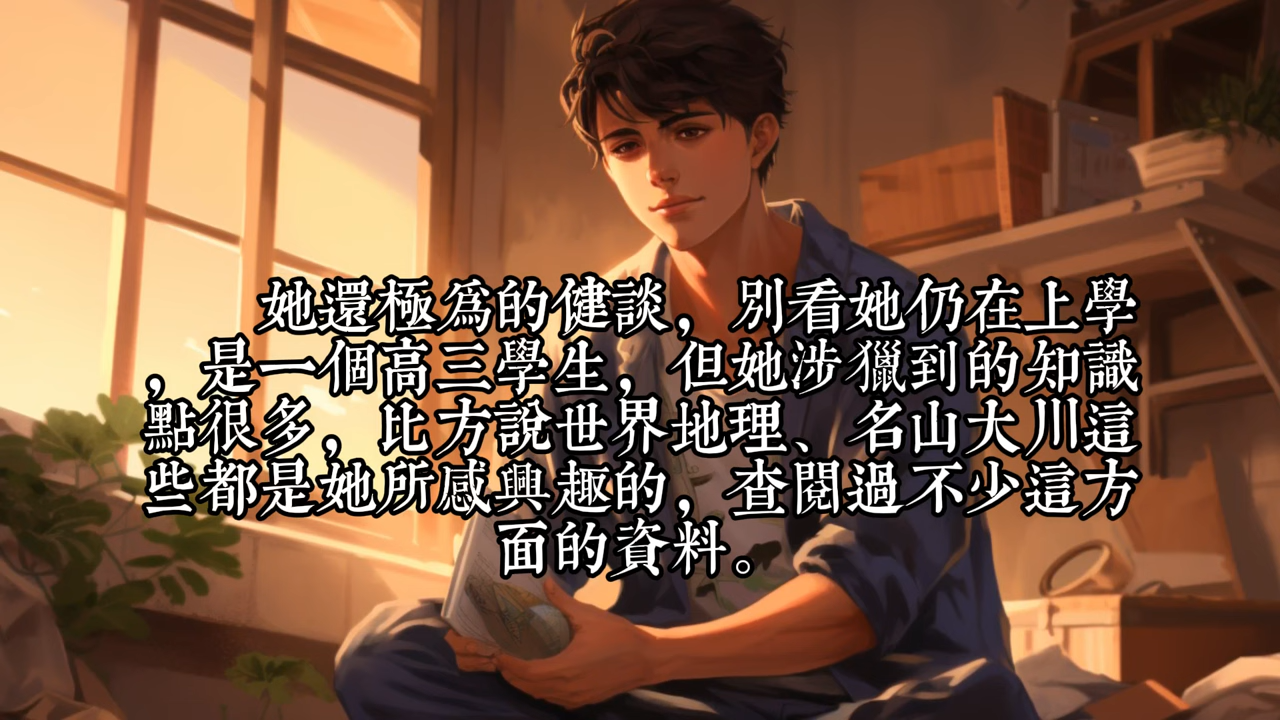 她還極爲的健談，別看她仍在上學
，是一個高三學生，但她涉獵到的知識
點很多，比方說世界地理、名山大川這
些都是她所感興趣的，查閱過不少這方
面的資料。